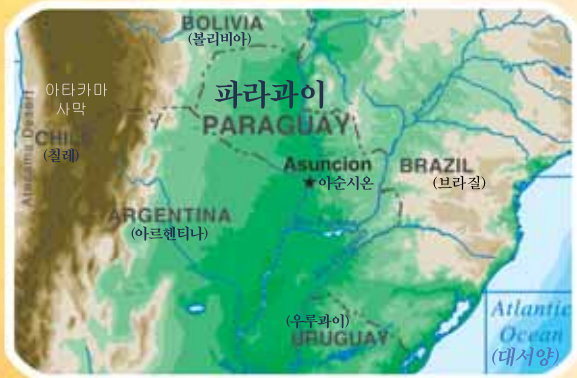 BOLIVIA
(볼리비아)
아타카마
사막
Atacama Desert
CHILE
(칠레)
파라과이
PARAGUAY
Asuncion
★아순시온
BRAZIL
(브라질)
ARGENTINA
(아르헨티나)
(우루과이)
URUGUAY
Atlantic
Ocean
(대서양)